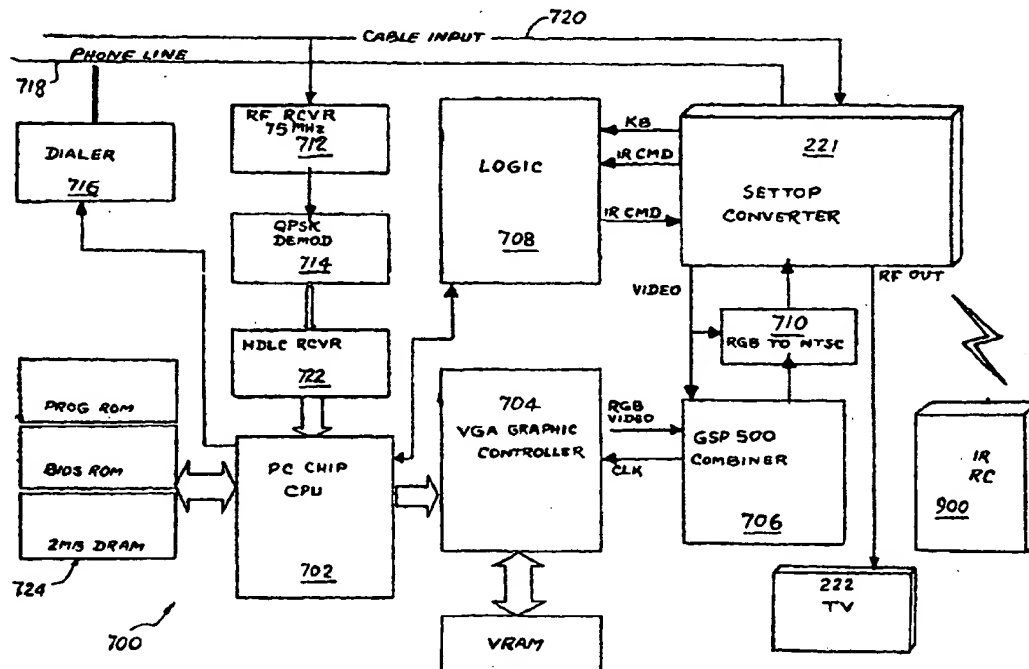 720
CABLE INPUT
PHONE LINE
718
RF RCVR
75 MHz
712
DIALER
716
QPSK
DEMOD
714
HDLC RCVR
722
LOGIC
708
KB
IR CMD
IR CMD
221
SETTOP
CONVERTER
VIDEO
RF OUT
710
RGB TO NTSC
PROG ROM
BIOS ROM
2MB DRAM
724
700
PC CHIP
CPU
702
704
VGA GRAPHIC
CONTROLLER
RGB
VIDEO
CLK
GSP 500
COMBINER
706
IR
RC
900
222
TV
VRAM